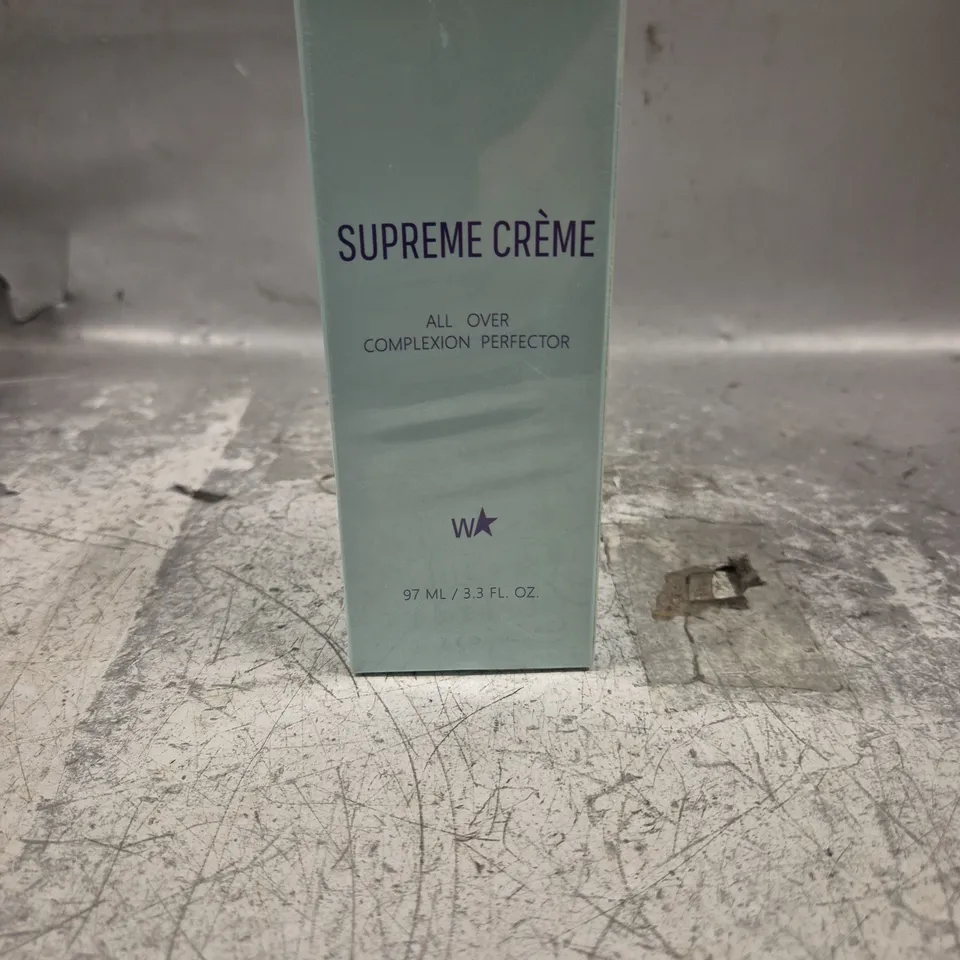 SUPREME CRÈME
ALL OVER
COMPLEXION PERFECTOR
W★
97 ML / 3.3 FL. OZ.